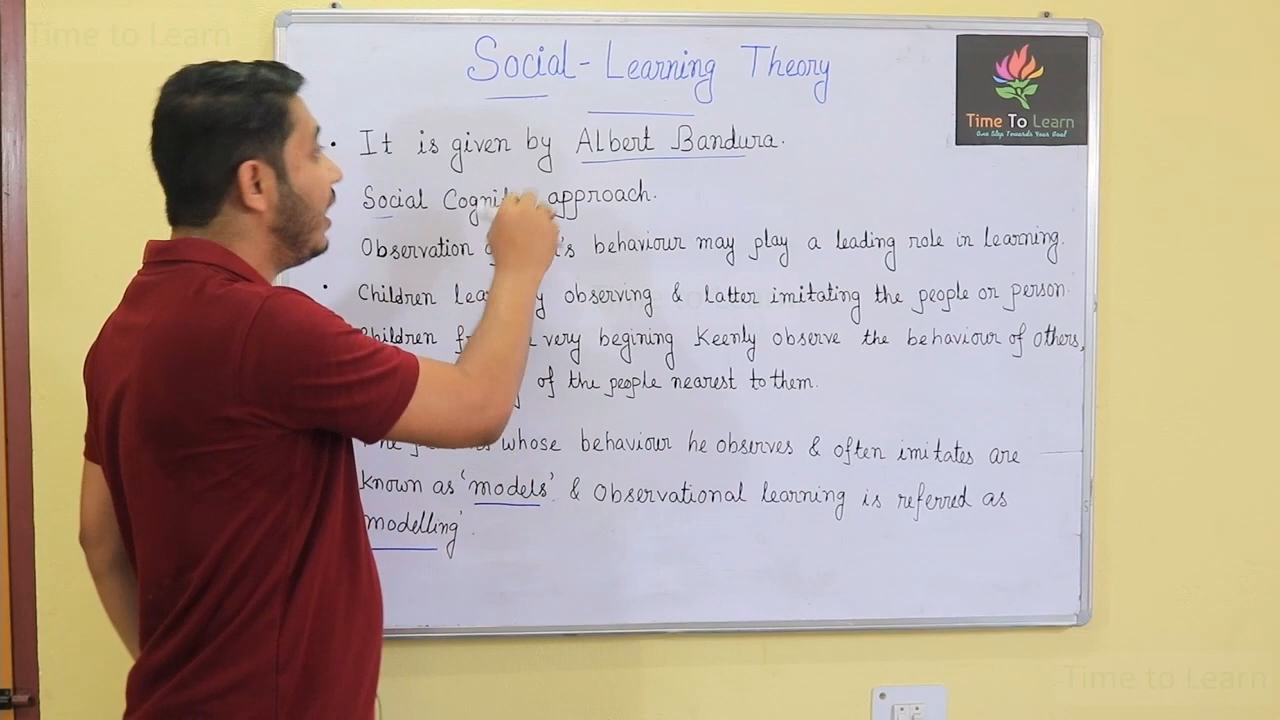 Time to Learn
Social-Learning Theory
Time To Learn
One Step Towards Your Goal
It is given by Albert Bandura.
Social approach.
Observation behaviour may play a leading role in learning.
Children observing & latter imitating the people or person.
Children very begining keenly observe the behaviour of others,
of the people nearest to them.
whose behaviour he observes & often imitates are
known as 'models' & Observational learning is referred as
modelling'.
Time to Learn